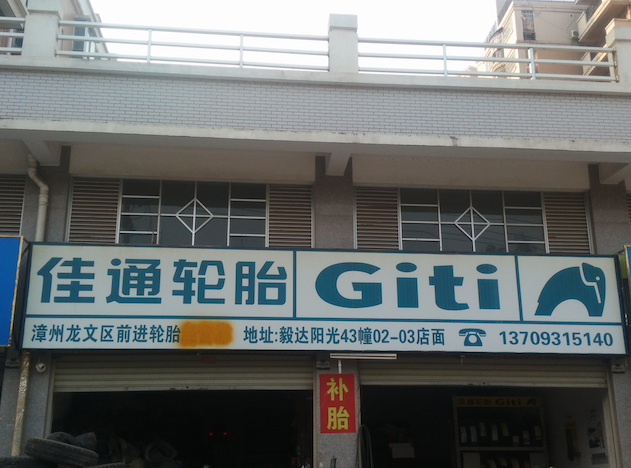 佳通轮胎 Giti
漳州龙文区前进轮胎 地址:毅达阳光43幢02-03店面 ☎ 13709315140
补胎
Giti